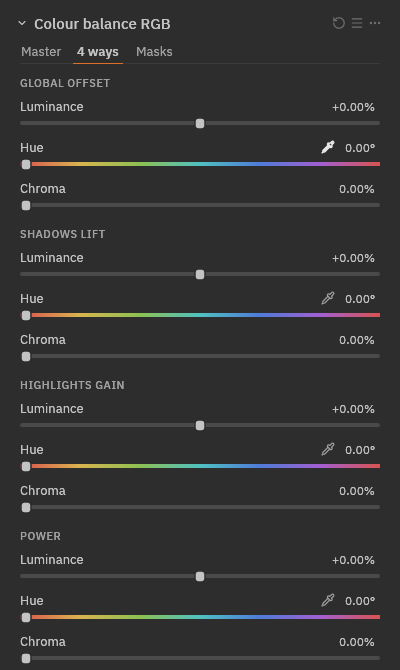 Colour balance RGB
Master 4 ways Masks
GLOBAL OFFSET
Luminance +0.00%
Hue 0.00°
Chroma 0.00%
SHADOWS LIFT
Luminance +0.00%
Hue 0.00°
Chroma 0.00%
HIGHLIGHTS GAIN
Luminance +0.00%
Hue 0.00°
Chroma 0.00%
POWER
Luminance +0.00%
Hue 0.00°
Chroma 0.00%